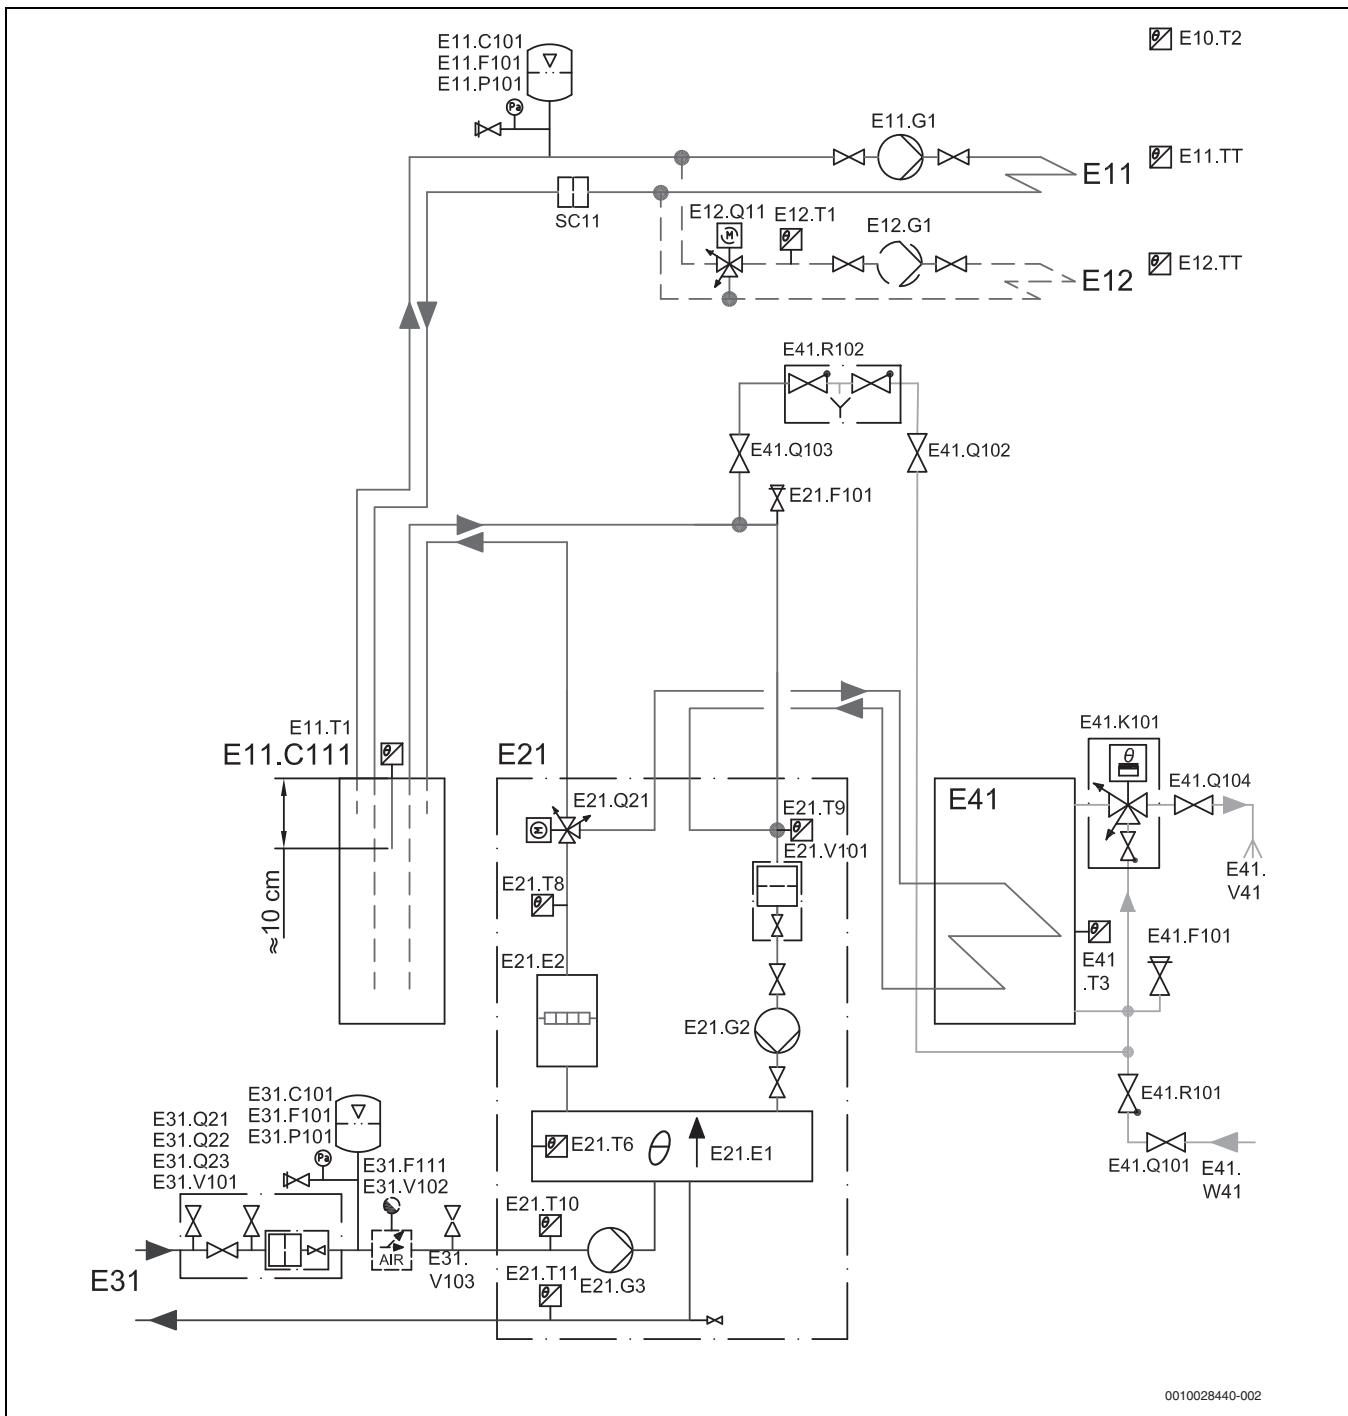 E11.C101
E11.F101
E11.P101
Pa
E10.T2
θ
E11.G1
E11
E11.TT
θ
SC11
E12.Q11
M
E12.T1
θ
E12.G1
E12
E12.TT
θ
E41.R102
E41.Q103
E41.Q102
E21.F101
E11.T1
θ
E11.C111
≈10 cm
E21
E21.Q21
M
E21.T9
θ
E21.V101
E21.T8
θ
E21.E2
E21.G2
E21.T6
θ
θ
E21.E1
E41
E41.K101
θ
E41.Q104
E41.
V41
E41
.T3
θ
E41.F101
E41.R101
E41.Q101
E41.
W41
E31.C101
E31.F101
E31.P101
Pa
E31.Q21
E31.Q22
E31.Q23
E31.V101
E31.F111
E31.V102
AIR
E31.
V103
E31
E21.T10
θ
E21.T11
θ
E21.G3
0010028440-002